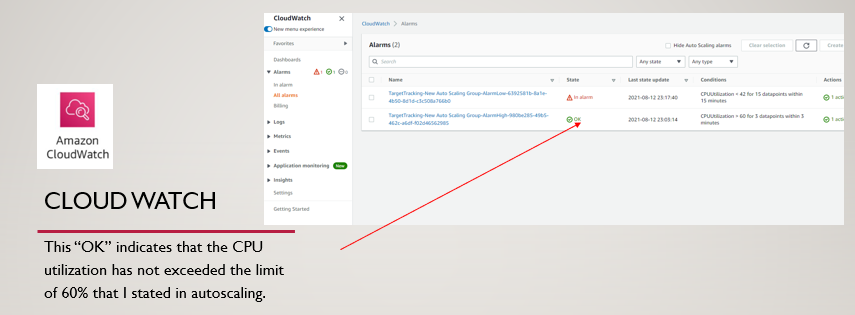 CloudWatch ×
New menu experience
Favorites
Dashboards
Alarms 1 1 0
In alarm
All alarms
Billing
Logs
Metrics
Events
Application monitoring New
Insights
Settings
Getting Started
CloudWatch > Alarms
Alarms (2)
Hide Auto Scaling alarms Clear selection Create
Search Any state Any type
Name State Last state update Conditions Actions
TargetTracking-New Auto Scaling Group-AlarmLow-6392581b-8a1e-
4b50-8d1d-c3c508a766b0
In alarm
2021-08-12 23:17:40
CPUUtilization < 42 for 15 datapoints within
15 minutes
1 acti
TargetTracking-New Auto Scaling Group-AlarmHigh-980be285-49b5-
462c-a6df-f02d46562985
OK
2021-08-12 23:03:14
CPUUtilization > 60 for 3 datapoints within 3
minutes
1 acti
Amazon
CloudWatch
CLOUD WATCH
This “OK” indicates that the CPU
utilization has not exceeded the limit
of 60% that I stated in autoscaling.